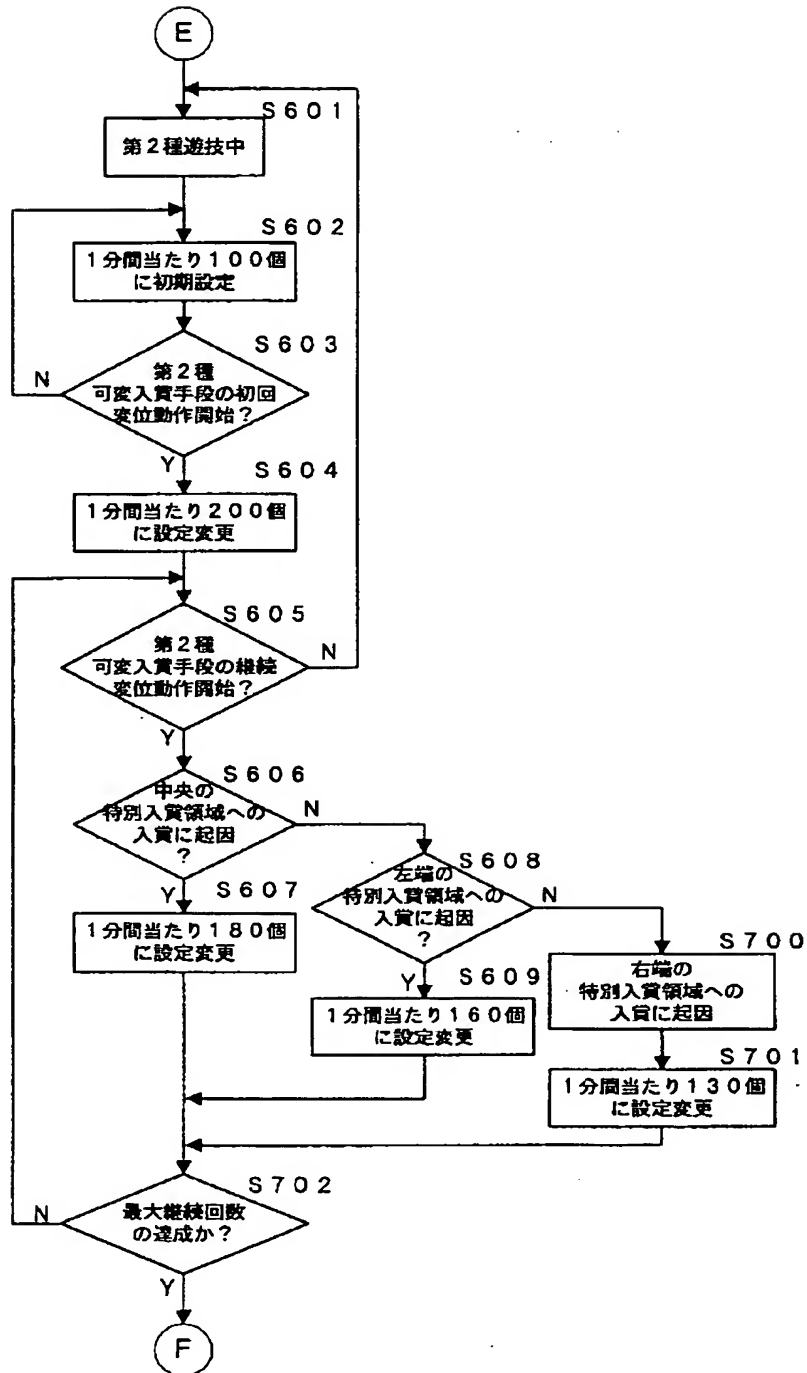 E
S601
第2種遊技中
S602
1分間当たり100個
に初期設定
S603
第2種
可変入賞手段の初回
変位動作開始?
N
Y
S604
1分間当たり200個
に設定変更
S605
第2種
可変入賞手段の継続
変位動作開始?
N
Y
S606
中央の
特別入賞領域への
入賞に起因
?
N
Y
S607
1分間当たり180個
に設定変更
S608
左端の
特別入賞領域への
入賞に起因
?
N
Y
S609
1分間当たり160個
に設定変更
S700
右端の
特別入賞領域への
入賞に起因
S701
1分間当たり130個
に設定変更
S702
最大継続回数
の達成か?
N
Y
F